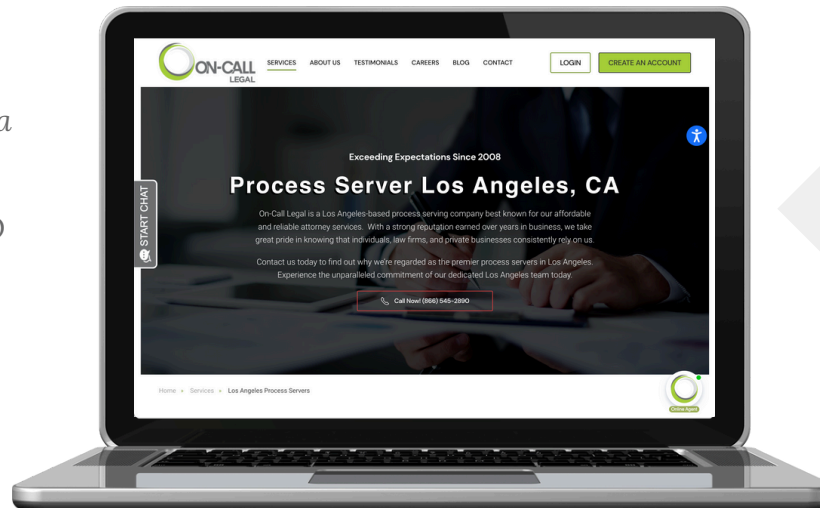 a
)
ON-CALL
LEGAL
SERVICES ABOUT US TESTIMONIALS CAREERS BLOG CONTACT LOGIN CREATE AN ACCOUNT
Exceeding Expectations Since 2008
Process Server Los Angeles, CA
On-Call Legal is a Los Angeles-based process serving company best known for our affordable
and reliable attorney services. With a strong reputation earned over years in business, we take
great pride in knowing that individuals, law firms, and private businesses consistently rely on us.
Contact us today to find out why we're regarded as the premier process servers in Los Angeles.
Experience the unparalleled commitment of our dedicated Los Angeles team today.
Call Now! (866) 545-2890
START CHAT
Home » Services » Los Angeles Process Servers
Online Agent